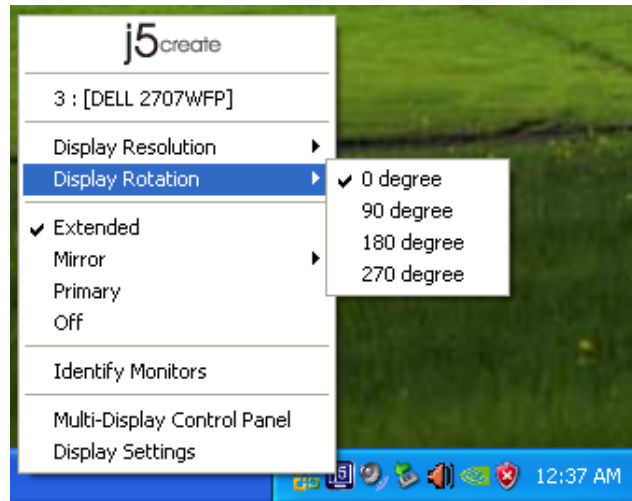 j5create
3 : [DELL 2707WFP]
Display Resolution
Display Rotation
0 degree
90 degree
180 degree
270 degree
Extended
Mirror
Primary
Off
Identify Monitors
Multi-Display Control Panel
Display Settings
j5
12:37 AM